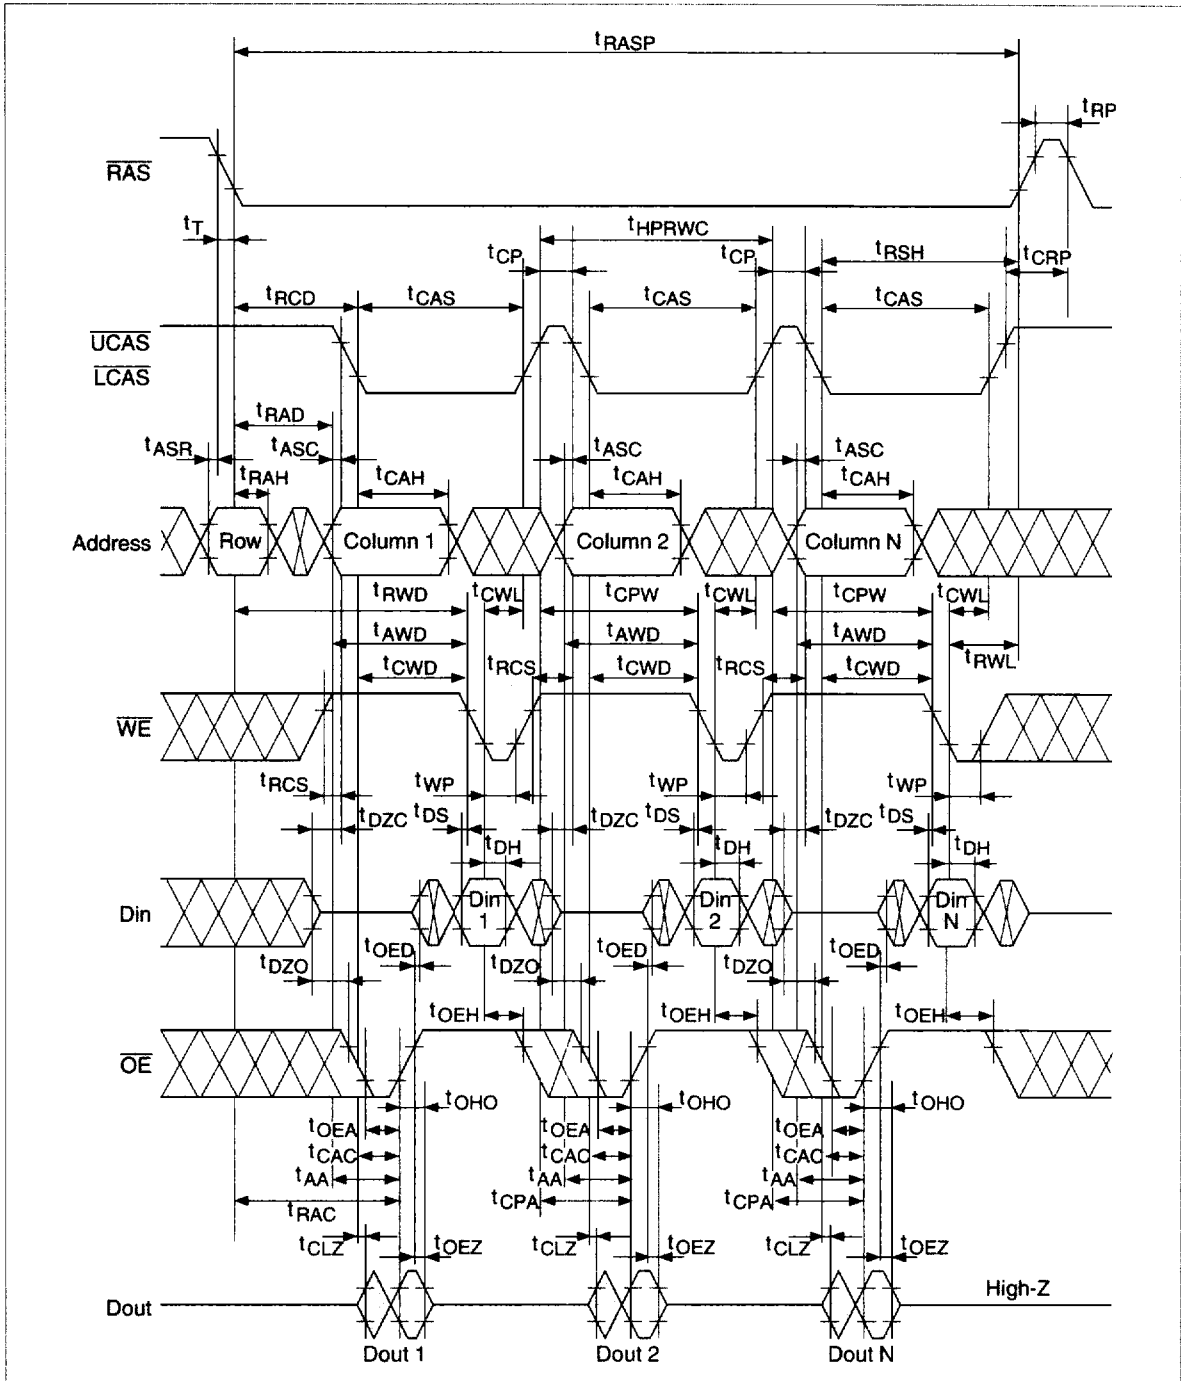 tRASP
tRP
RAS
tT
tHPRWC
tCP
tCP
tRSH
tCRP
tRCD
tCAS
tCAS
tCAS
UCAS
LCAS
tRAD
tASR
tASC
tASC
tASC
tRAH
tCAH
tCAH
tCAH
Address
Row
Column 1
Column 2
Column N
tRWD
tCWL
tCPW
tCWL
tCPW
tCWL
tAWD
tAWD
tAWD
tRWL
tCWD
tRCS
tCWD
tRCS
tCWD
WE
tRCS
tWP
tWP
tWP
tDZC
tDS
tDZC
tDS
tDZC
tDS
tDH
tDH
tDH
Din
Din 1
Din 2
Din N
tDZO
tOED
tDZO
tOED
tDZO
tOED
tOEH
tOEH
tOEH
OE
tOHO
tOHO
tOHO
tOEA
tOEA
tOEA
tCAC
tCAC
tCAC
tAA
tAA
tAA
tRAC
tCPA
tCPA
tCLZ
tOEZ
tCLZ
tOEZ
tCLZ
tOEZ
High-Z
Dout
Dout 1
Dout 2
Dout N